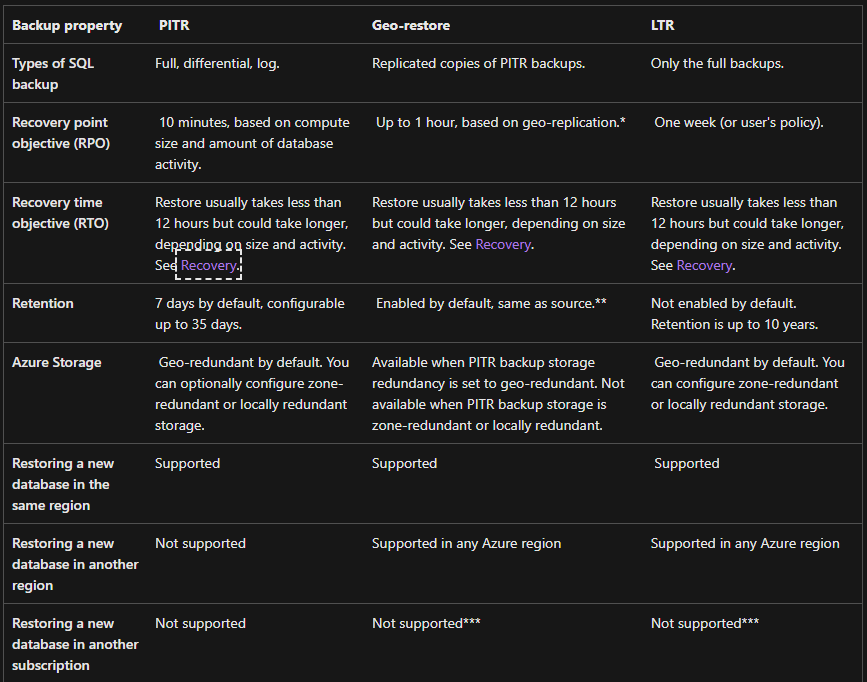 Backup property PITR Geo-restore LTR
Types of SQL
backup
Full, differential, log.
Replicated copies of PITR backups.
Only the full backups.
Recovery point
objective (RPO)
10 minutes, based on compute
size and amount of database
activity.
Up to 1 hour, based on geo-replication.*
One week (or user's policy).
Recovery time
objective (RTO)
Restore usually takes less than
12 hours but could take longer,
depending on size and activity.
See Recovery.
Restore usually takes less than 12 hours
but could take longer, depending on size
and activity. See Recovery.
Restore usually takes less than
12 hours but could take longer,
depending on size and activity.
See Recovery.
Retention
7 days by default, configurable
up to 35 days.
Enabled by default, same as source.**
Not enabled by default.
Retention is up to 10 years.
Azure Storage
Geo-redundant by default. You
can optionally configure zone-
redundant or locally redundant
storage.
Available when PITR backup storage
redundancy is set to geo-redundant. Not
available when PITR backup storage is
zone-redundant or locally redundant.
Geo-redundant by default. You
can configure zone-redundant
or locally redundant storage.
Restoring a new
database in the
same region
Supported
Supported
Supported
Restoring a new
database in another
region
Not supported
Supported in any Azure region
Supported in any Azure region
Restoring a new
database in another
subscription
Not supported
Not supported***
Not supported***